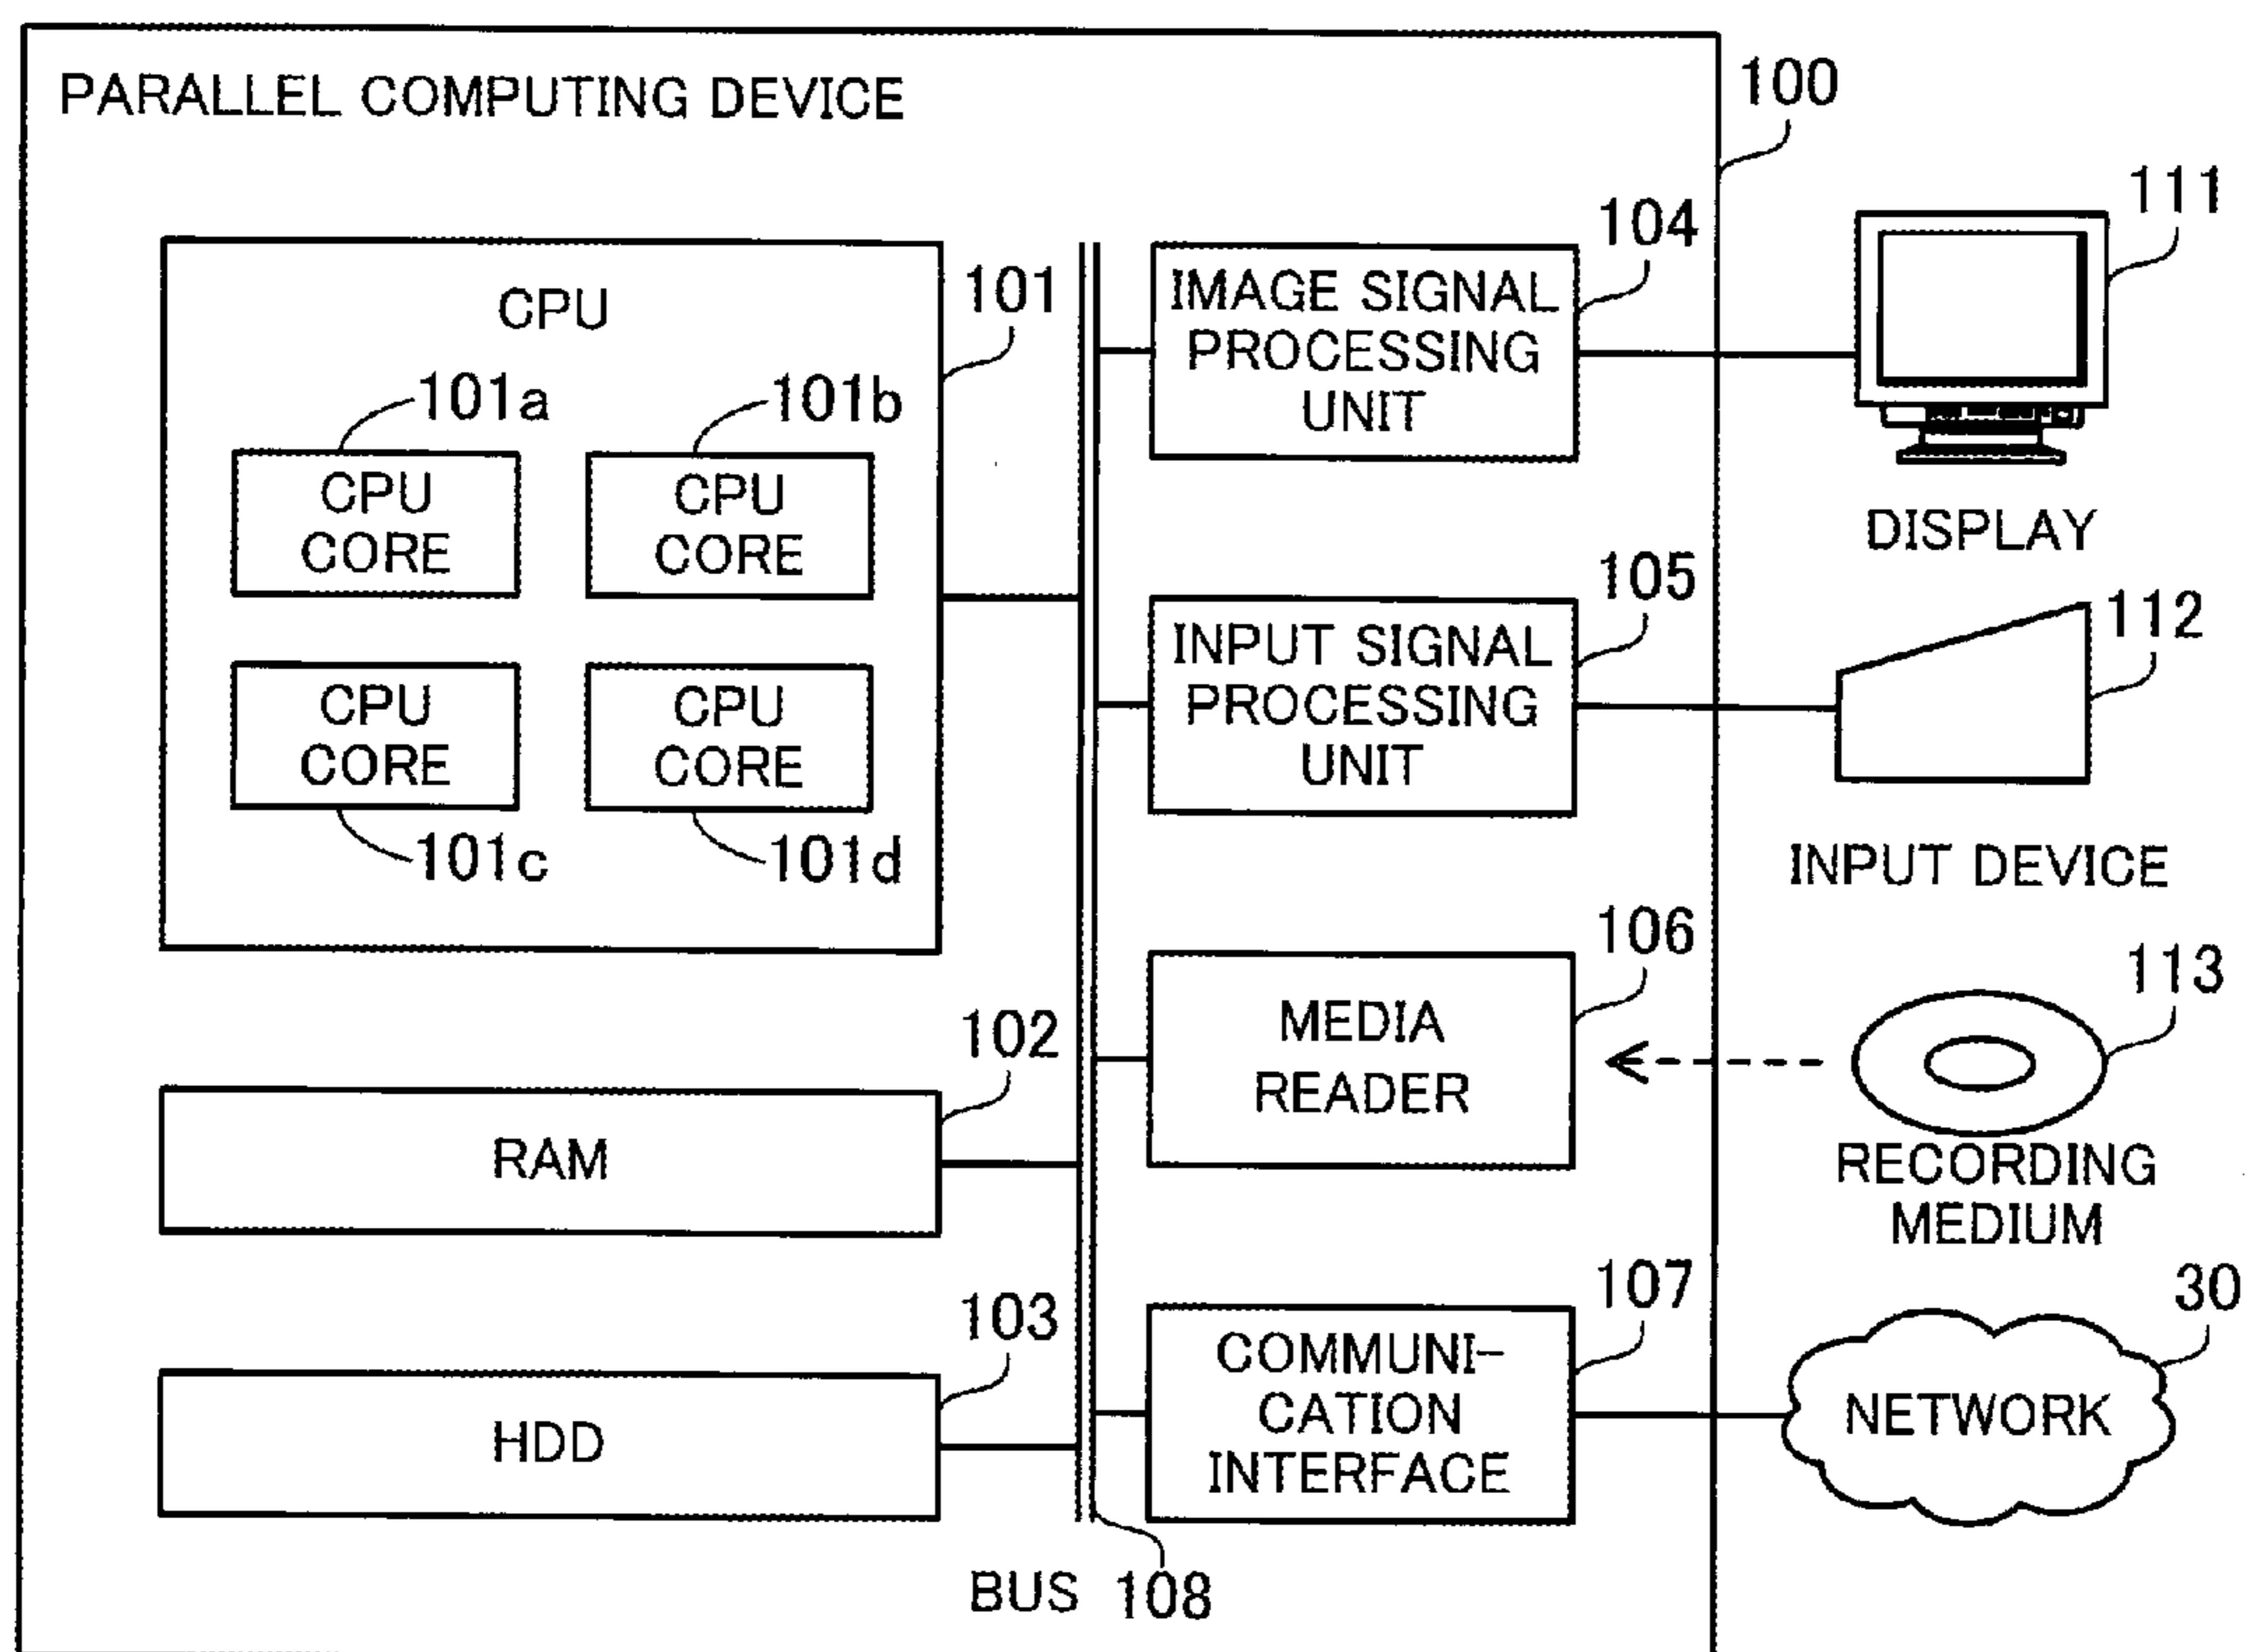 PARALLEL COMPUTING DEVICE
100
CPU
101
101a
101b
CPU
CORE
CPU
CORE
CPU
CORE
CPU
CORE
101c
101d
102
RAM
103
HDD
BUS 108
104
IMAGE SIGNAL
PROCESSING
UNIT
105
INPUT SIGNAL
PROCESSING
UNIT
106
MEDIA
READER
107
COMMUNI-
CATION
INTERFACE
111
DISPLAY
112
INPUT DEVICE
113
RECORDING
MEDIUM
30
NETWORK